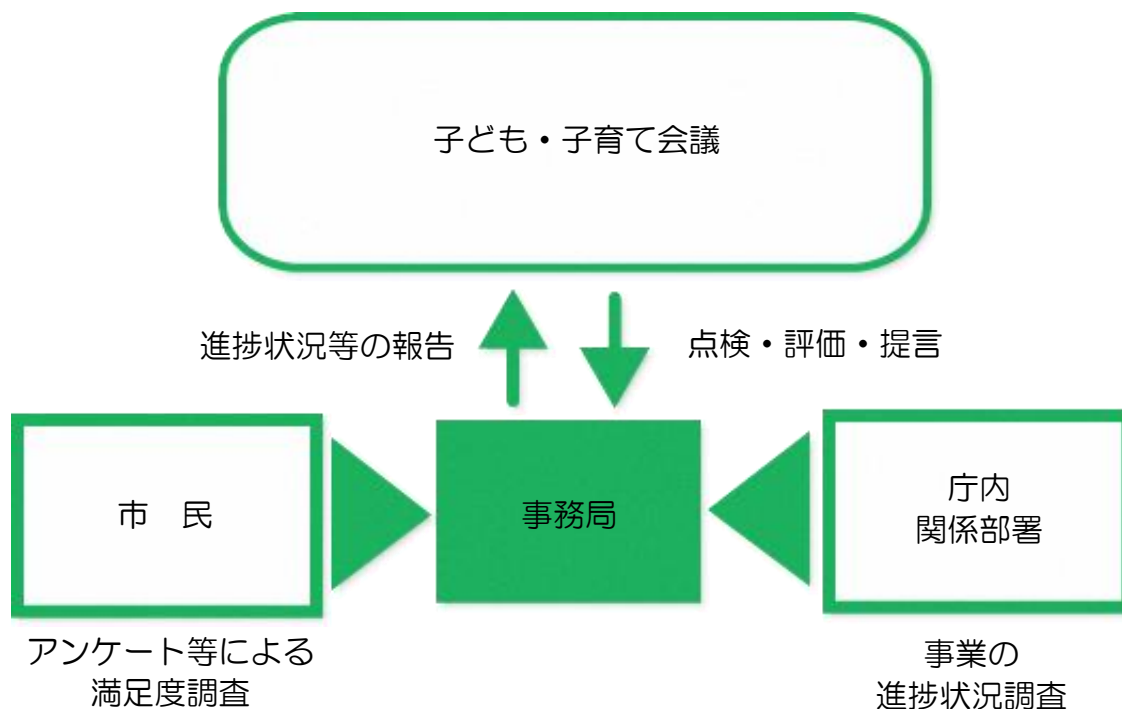 子ども・子育て会議
進捗状況等の報告
点検・評価・提言
市　民
事務局
庁内
関係部署
アンケート等による
満足度調査
事業の
進捗状況調査